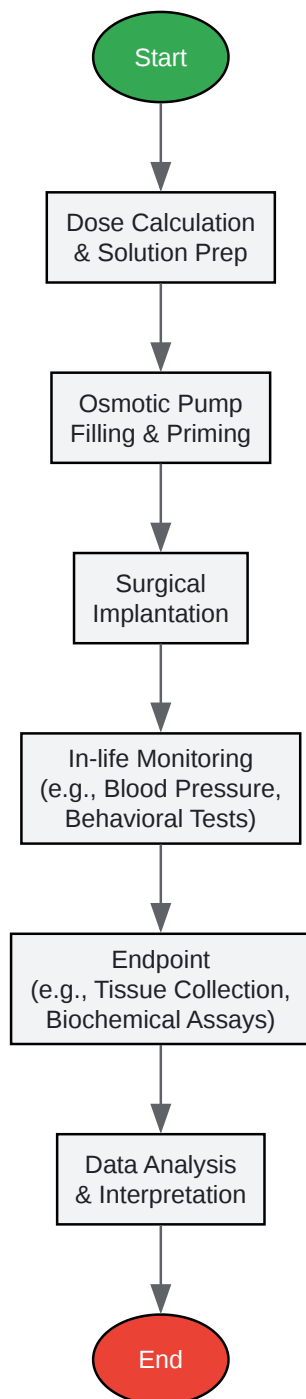 Start
Dose Calculation
& Solution Prep
Osmotic Pump
Filling & Priming
Surgical
Implantation
In-life Monitoring
(e.g., Blood Pressure,
Behavioral Tests)
Endpoint
(e.g., Tissue Collection,
Biochemical Assays)
Data Analysis
& Interpretation
End